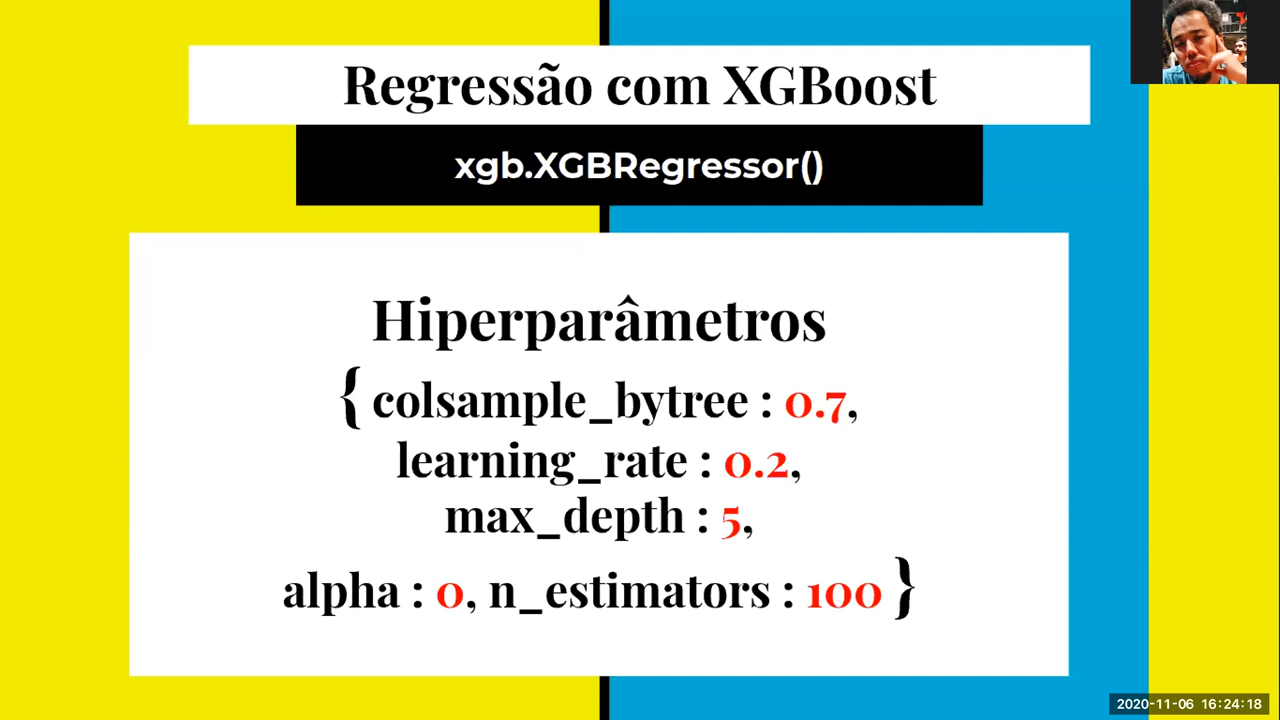 Regressão com XGBoost
xgb.XGBRegressor()
Hiperparâmetros
{ colsample_bytree : 0.7,
learning_rate : 0.2,
max_depth : 5,
alpha : 0, n_estimators : 100 }
2020-11-06 16:24:18